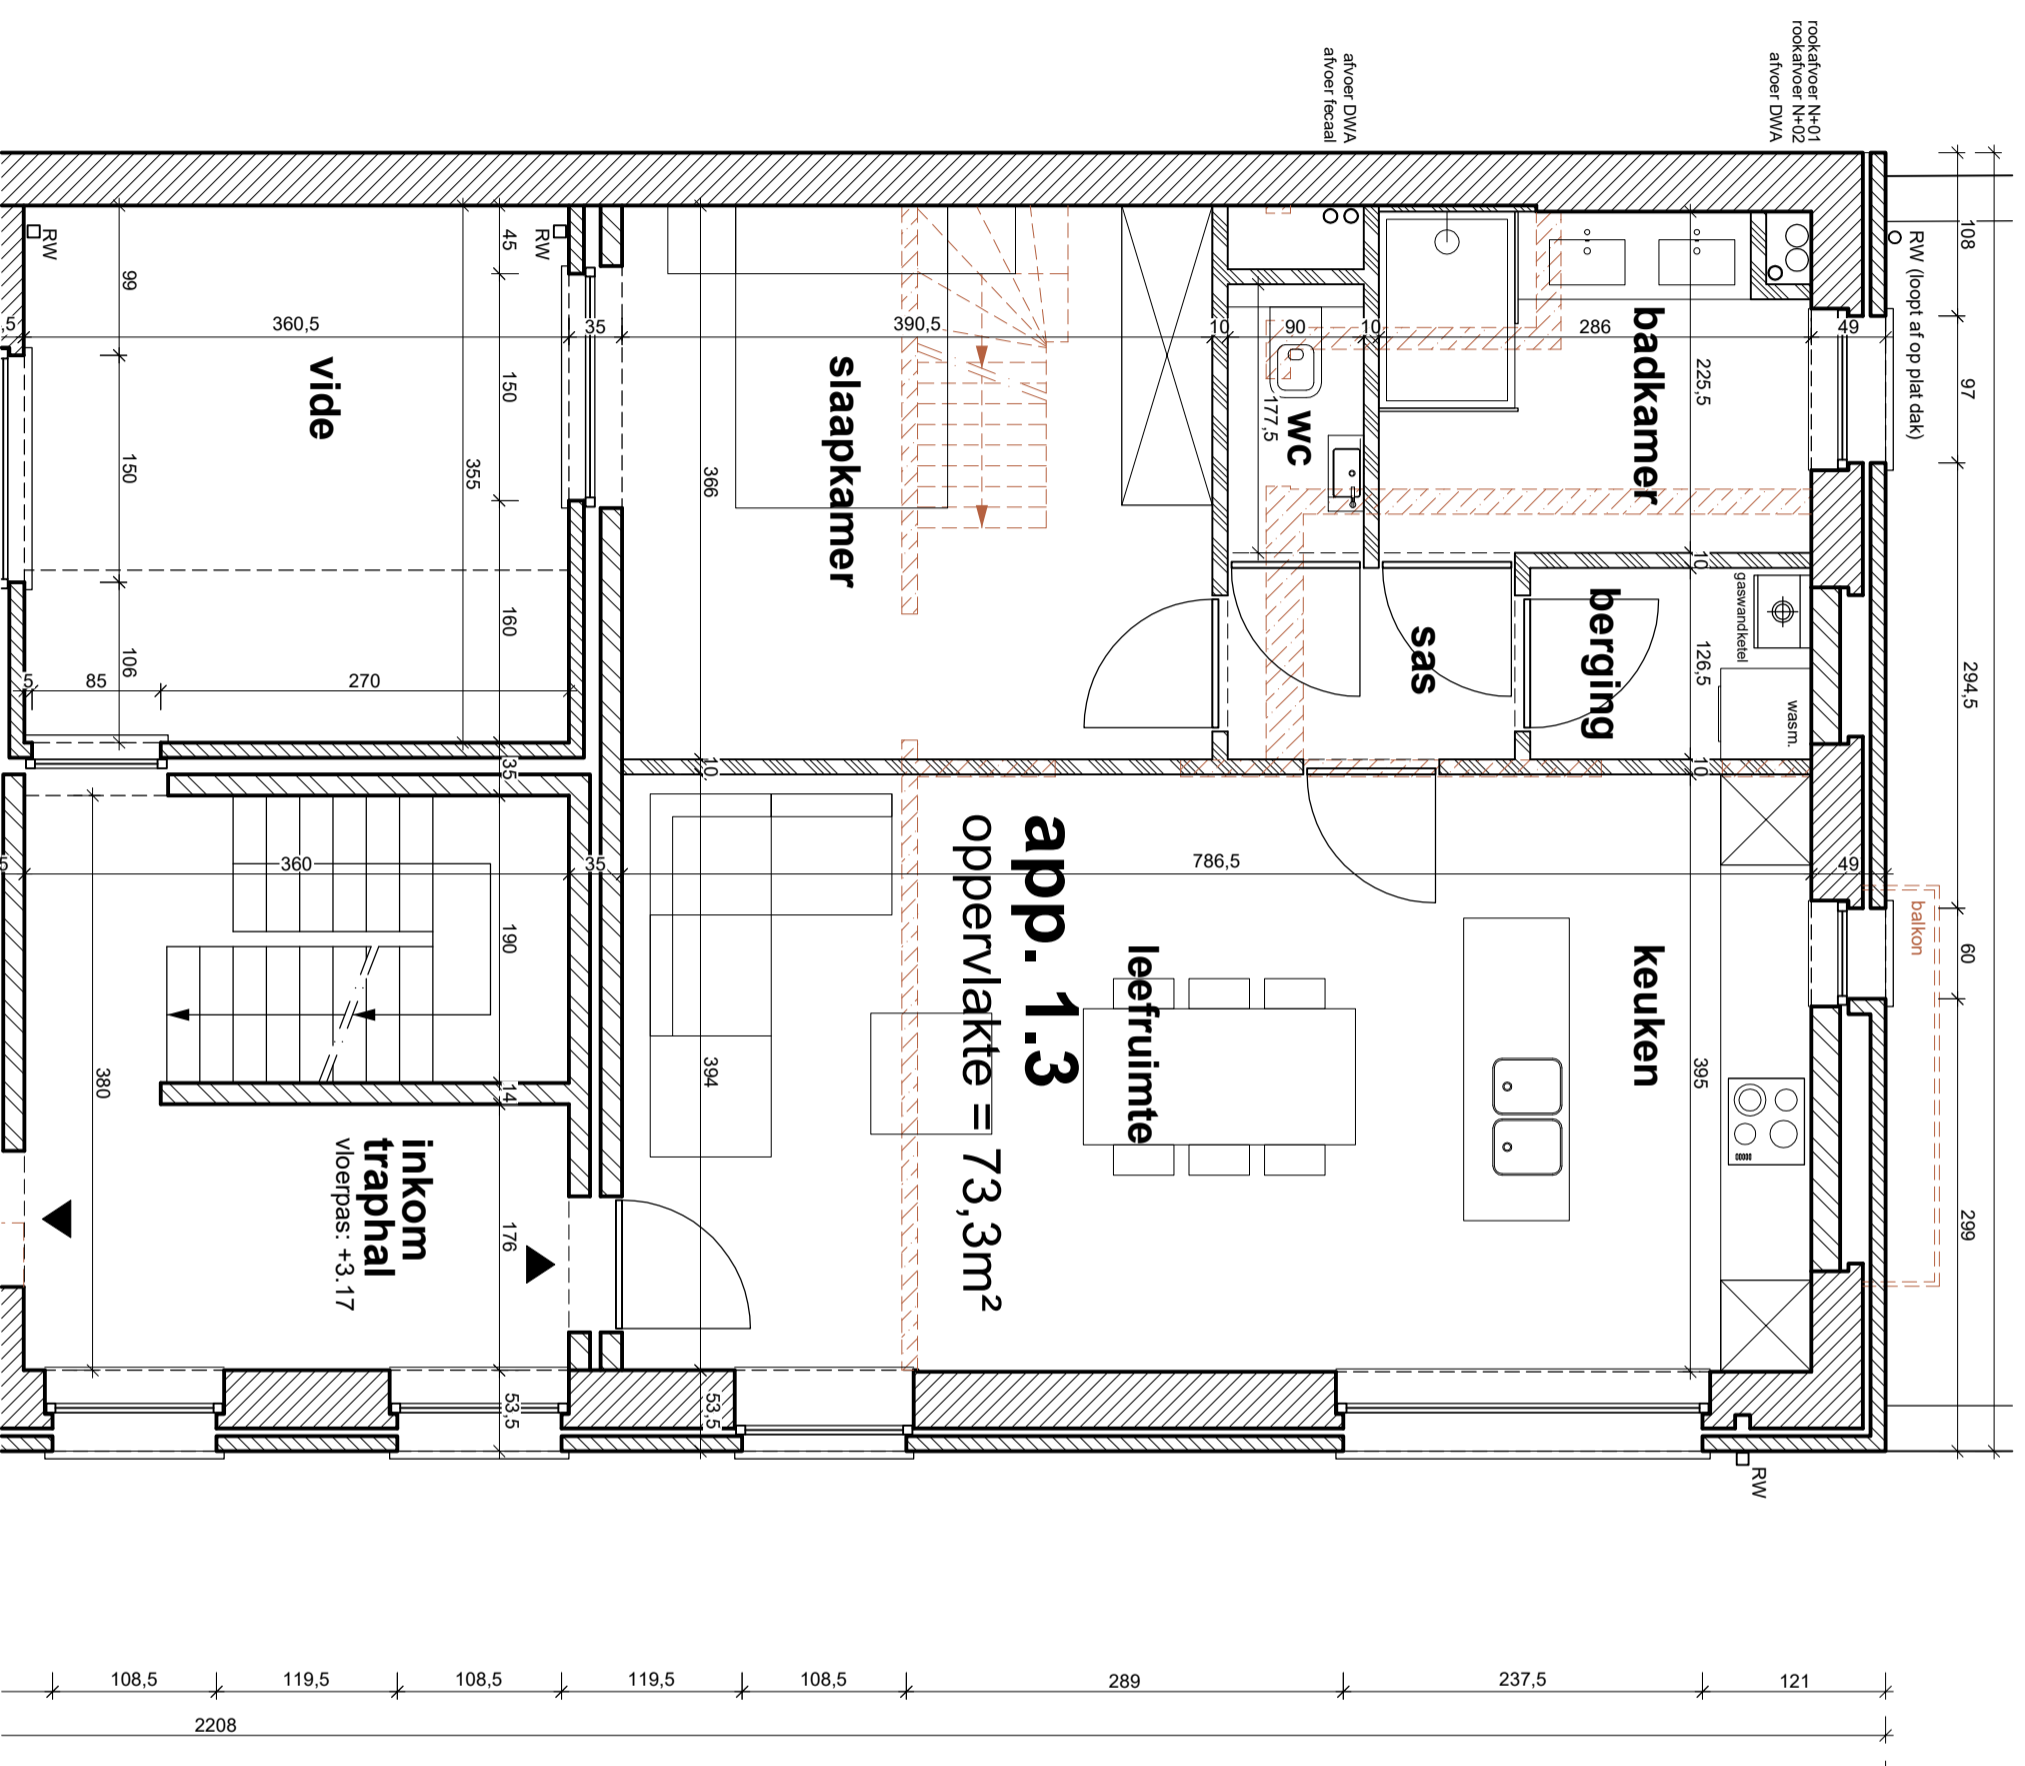 rookafvoer N+01
rookafvoer N+02
afvoer DWA
afvoer DWA
afvoer fecaal
RW (loopt af op plat dak)
108
97
294,5
60
299
balkon
RW
RW
RW
45
150
160
35
190
14
176
53,5
99
150
106
355
360,5
35
390,5
10
90
10
286
49
vide
slaapkamer
wc
badkamer
177,5
225,5
366
10
126,5
10
gaswandketel
wasm.
berging
sas
5
85
270
,5
10
5
360
35
786,5
49
app. 1.3
oppervlakte = 73,3m²
leefruimte
keuken
394
395
53,5
380
inkom
traphal
vloerpas: +3.17
108,5
119,5
108,5
119,5
108,5
289
237,5
121
2208